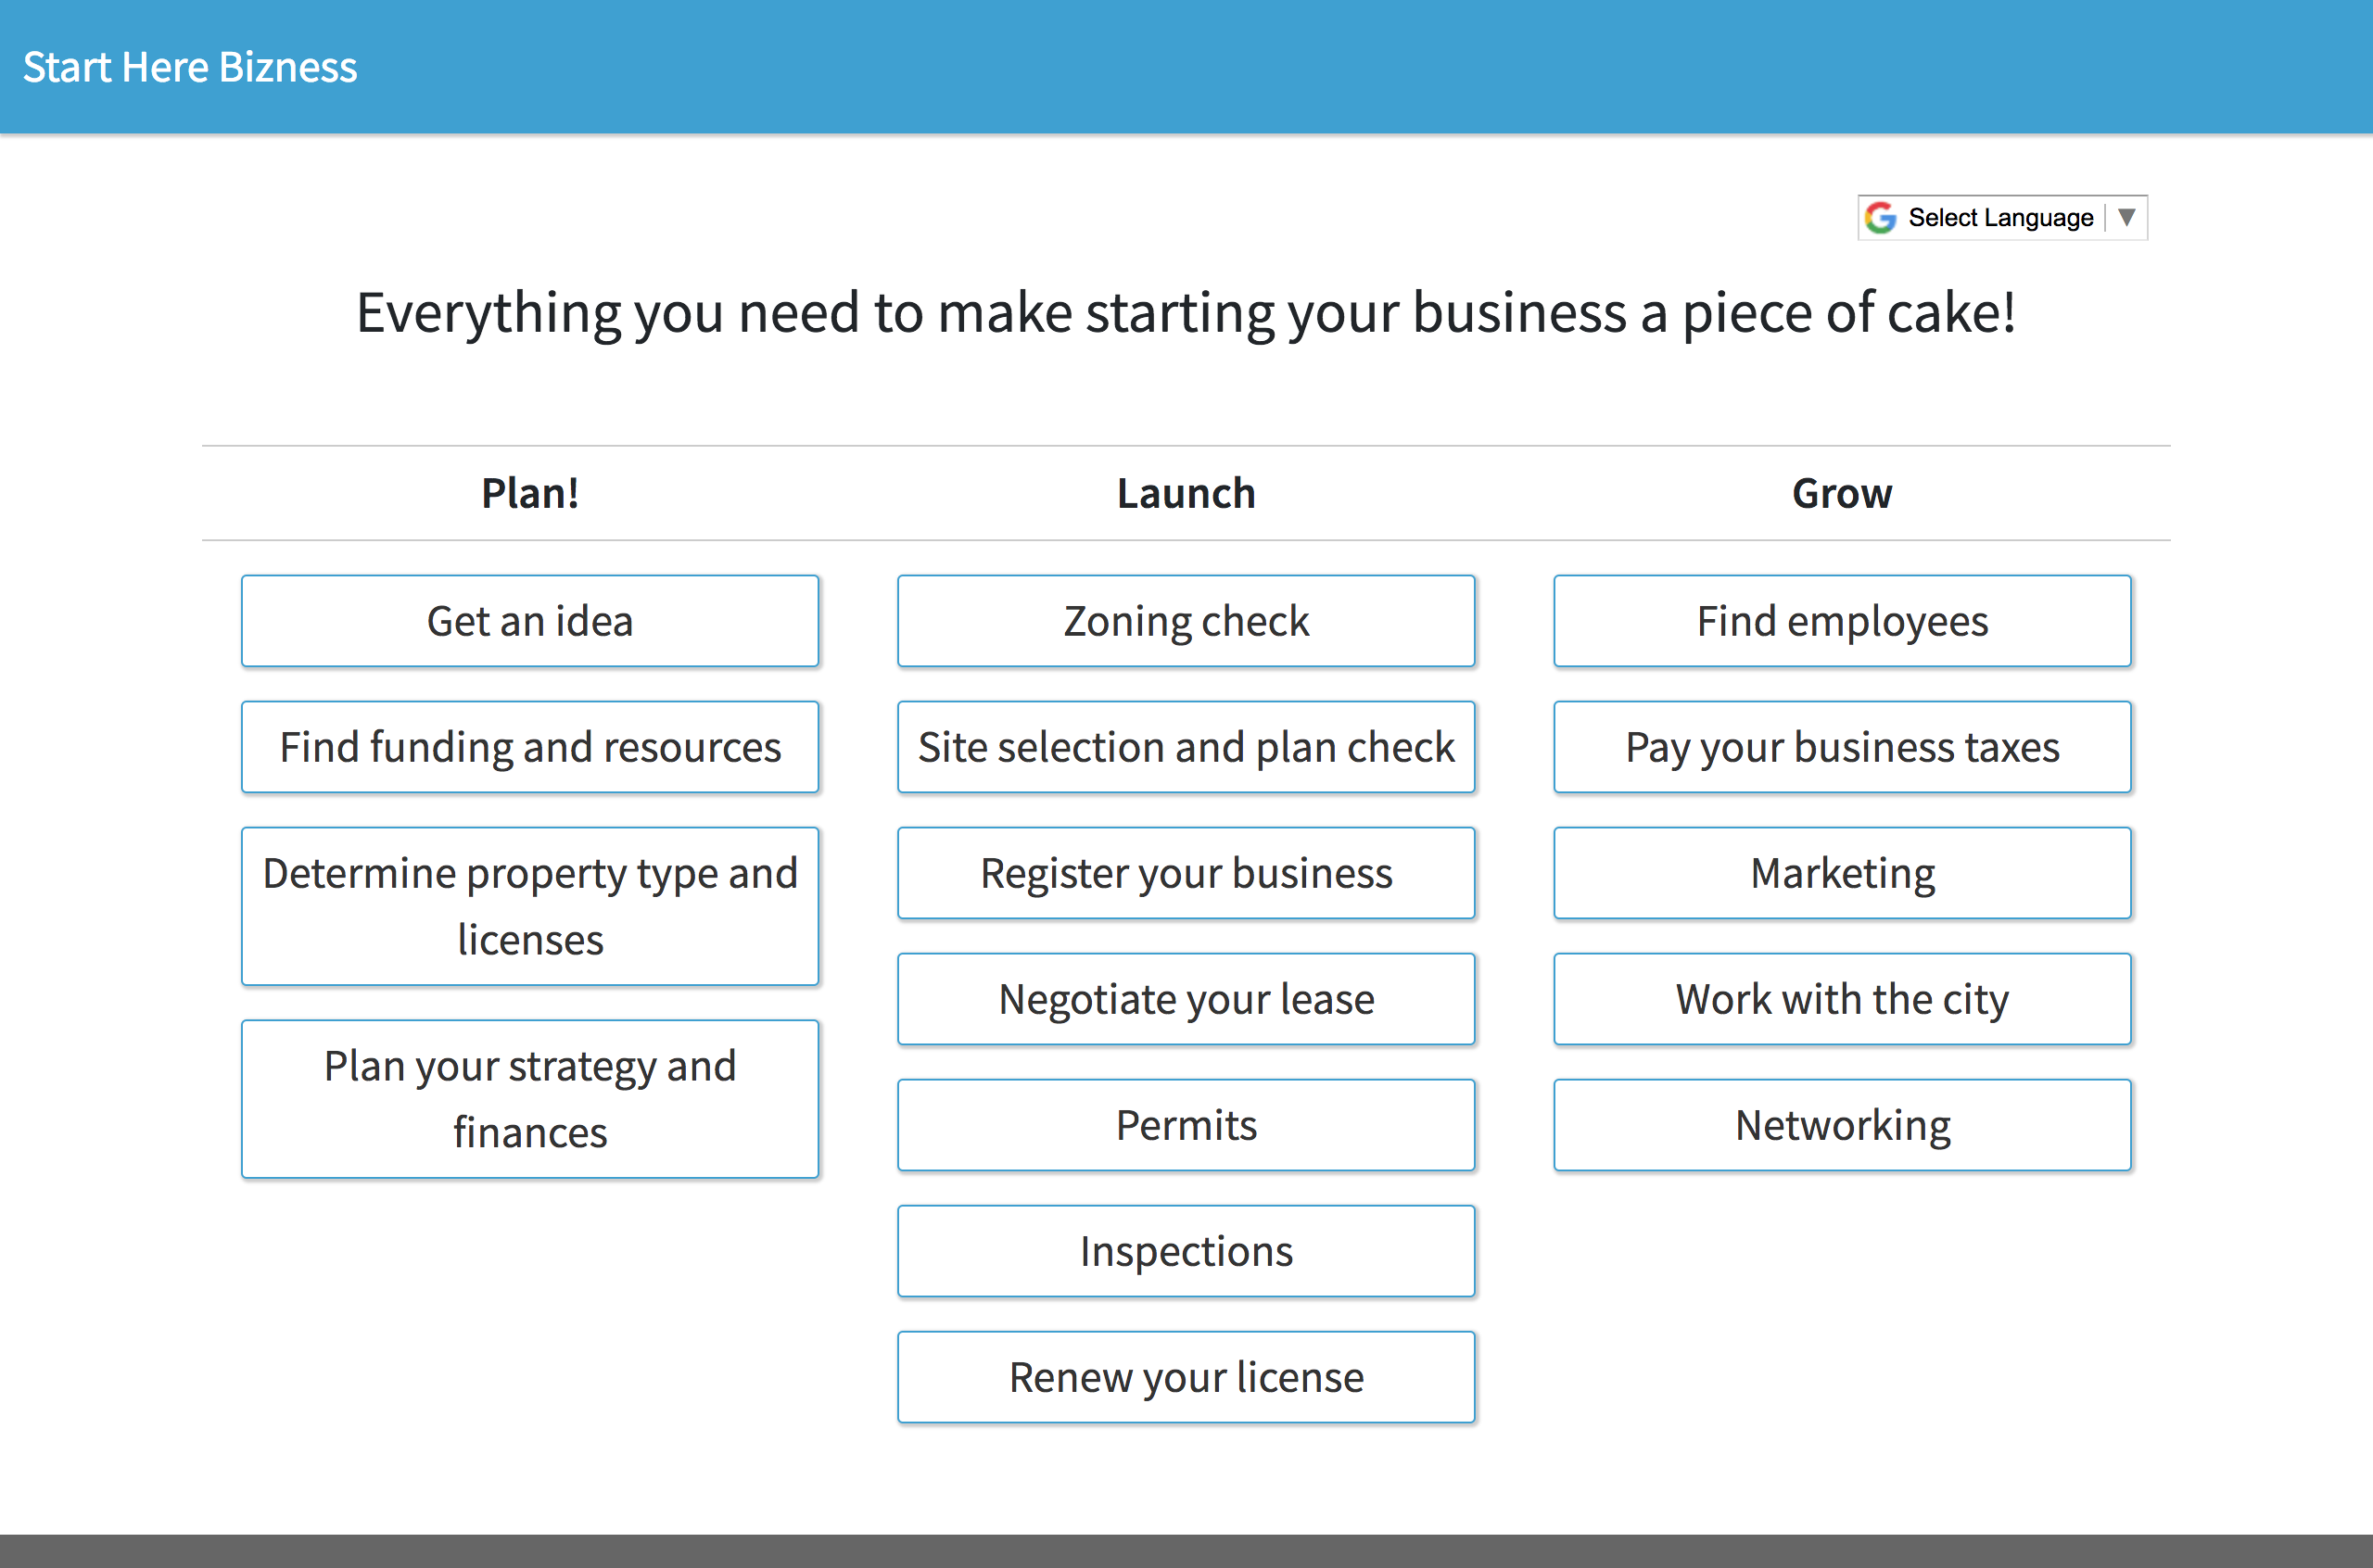 Start Here Bizness
Select Language
Everything you need to make starting your business a piece of cake!
Plan!
Launch
Grow
Get an idea
Find funding and resources
Determine property type and
licenses
Plan your strategy and
finances
Zoning check
Site selection and plan check
Register your business
Negotiate your lease
Permits
Inspections
Renew your license
Find employees
Pay your business taxes
Marketing
Work with the city
Networking